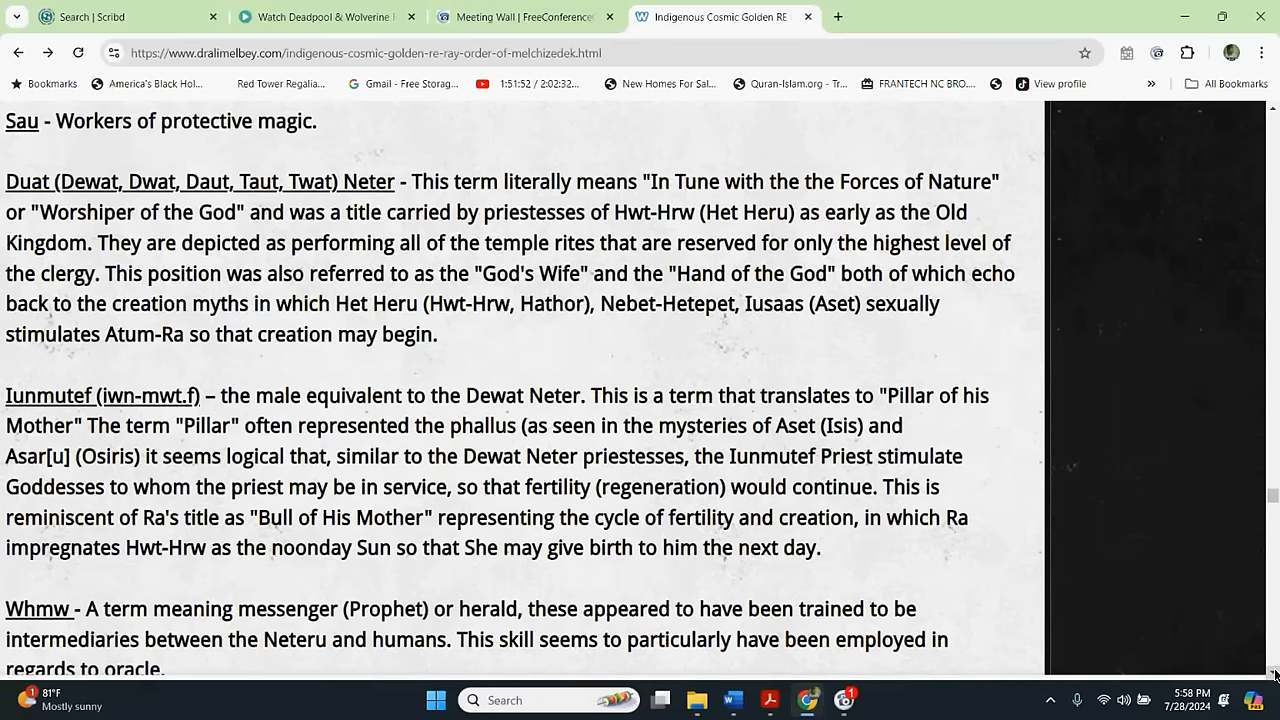 Search | Scribd
Watch Deadpool & Wolverine
Meeting Wall | FreeConference
Indigenous Cosmic Golden RE
https://www.dralimelbey.com/indigenous-cosmic-golden-re-ray-order-of-melchizedek.html
Bookmarks
America's Black Hol...
Red Tower Regalia...
Gmail - Free Storag...
1:51:52 / 2:02:32...
New Homes For Sal...
Quran-Islam.org - Tr...
FRANTECH NC BRO...
View profile
All Bookmarks
Sau - Workers of protective magic.
Duat (Dewat, Dwat, Daut, Taut, Twat) Neter - This term literally means "In Tune with the the Forces of Nature"
or "Worshiper of the God" and was a title carried by priestesses of Hwt-Hrw (Het Heru) as early as the Old
Kingdom. They are depicted as performing all of the temple rites that are reserved for only the highest level of
the clergy. This position was also referred to as the "God's Wife" and the "Hand of the God" both of which echo
back to the creation myths in which Het Heru (Hwt-Hrw, Hathor), Nebet-Hetepet, Iusaas (Aset) sexually
stimulates Atum-Ra so that creation may begin.
Iunmutef (iwn-mwt.f) – the male equivalent to the Dewat Neter. This is a term that translates to "Pillar of his
Mother" The term "Pillar" often represented the phallus (as seen in the mysteries of Aset (Isis) and
Asar[u] (Osiris) it seems logical that, similar to the Dewat Neter priestesses, the Iunmutef Priest stimulate
Goddesses to whom the priest may be in service, so that fertility (regeneration) would continue. This is
reminiscent of Ra's title as "Bull of His Mother" representing the cycle of fertility and creation, in which Ra
impregnates Hwt-Hrw as the noonday Sun so that She may give birth to him the next day.
Whmw - A term meaning messenger (Prophet) or herald, these appeared to have been trained to be
intermediaries between the Neteru and humans. This skill seems to particularly have been employed in
regards to oracle.
81°F
Mostly sunny
Search
5:58 PM
7/28/2024